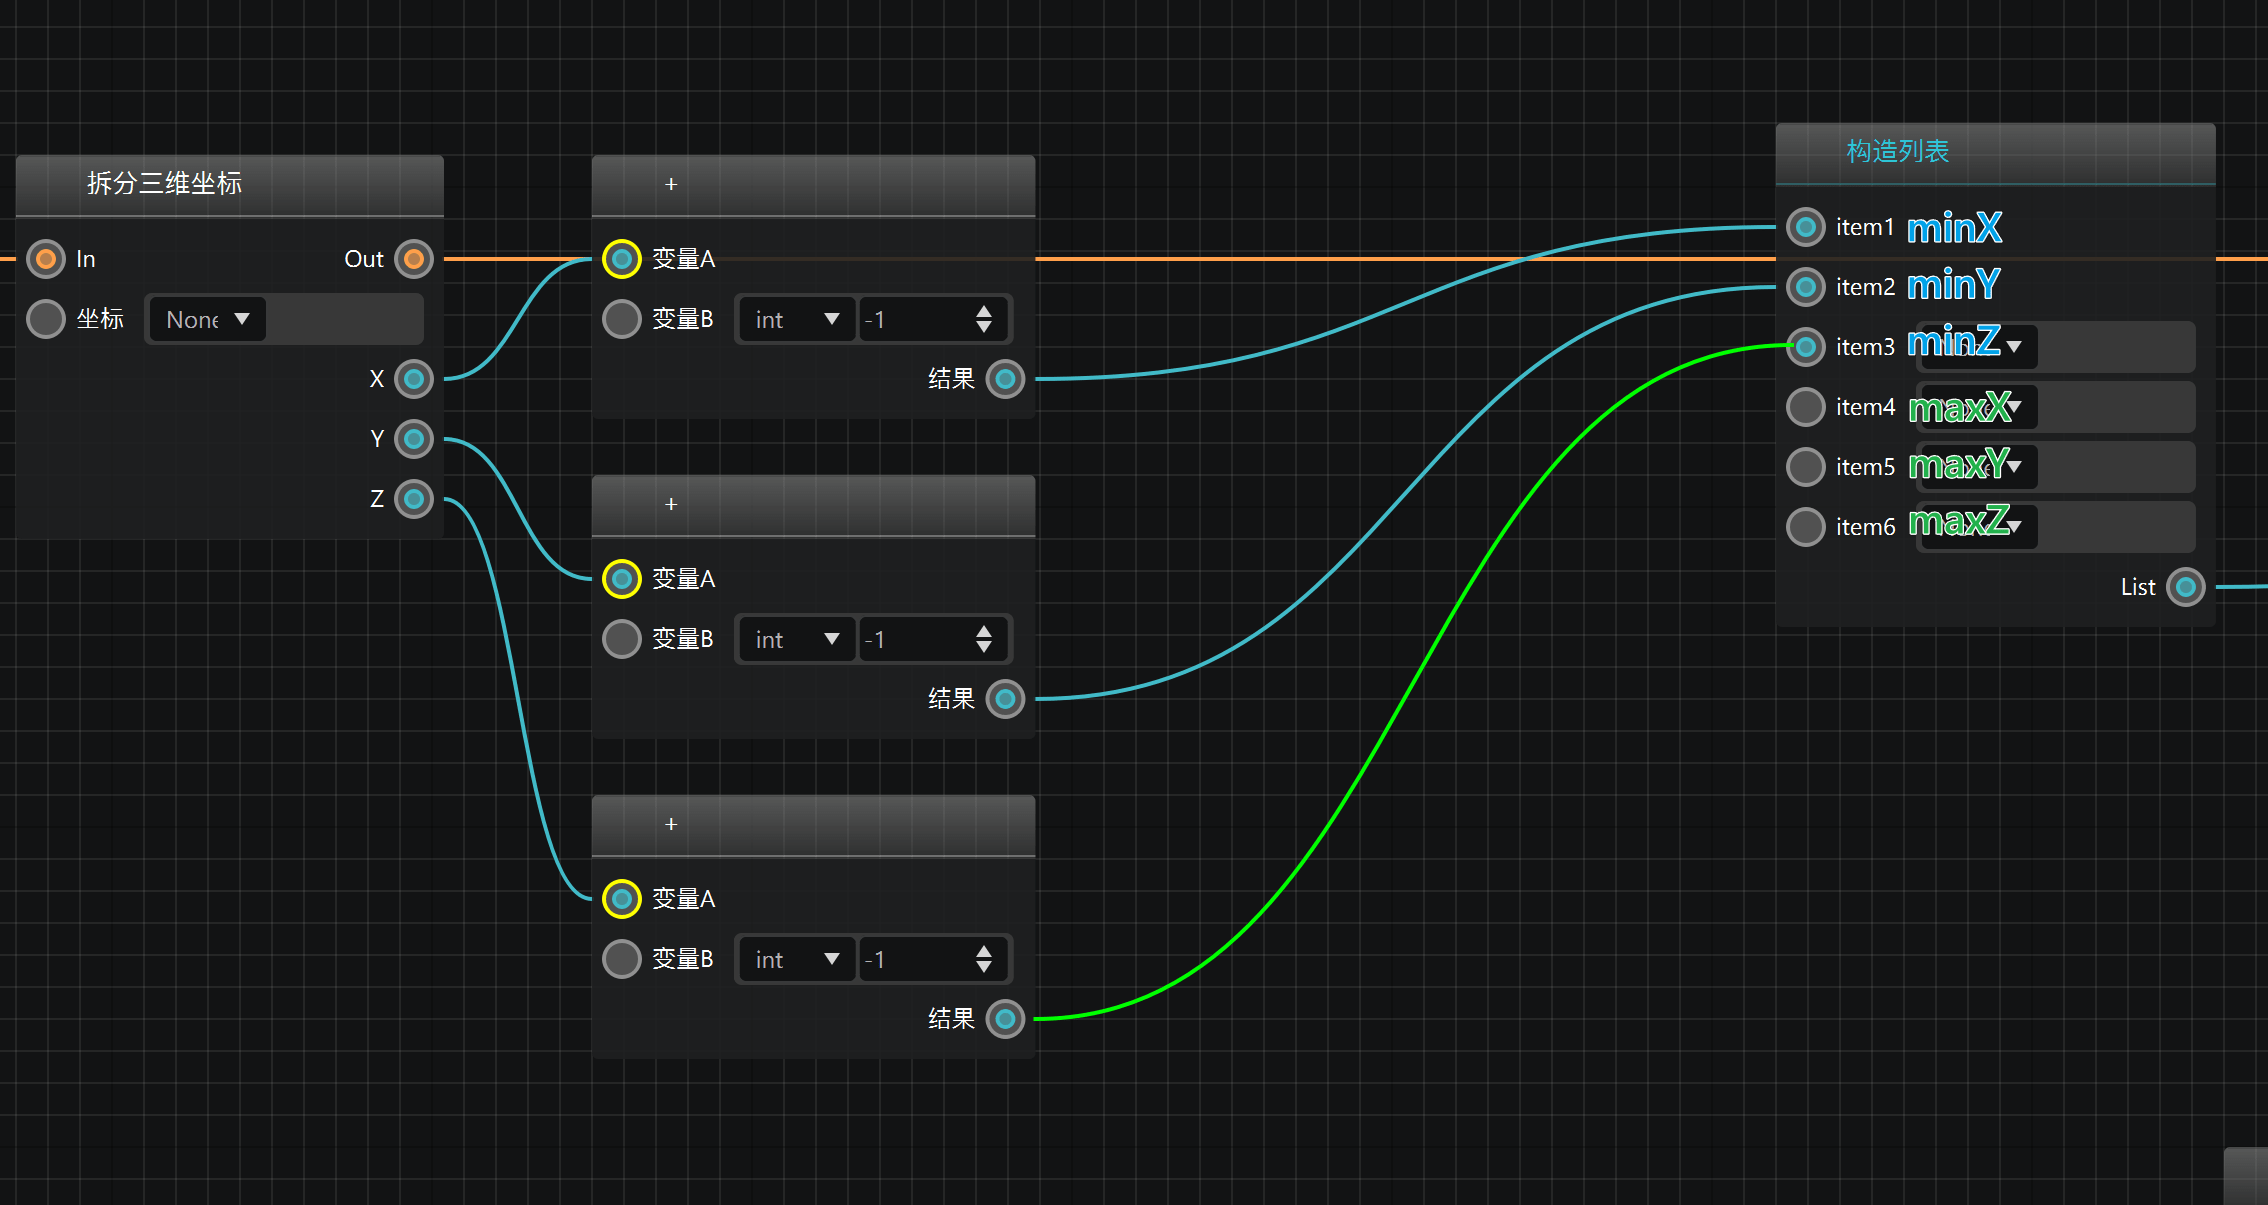 拆分三维坐标
In
Out
坐标
None
X
Y
Z
+
变量A
变量B
int
-1
结果
+
变量A
变量B
int
-1
结果
+
变量A
变量B
int
-1
结果
构造列表
item1 minX
item2 minY
item3 minZ
item4 maxX
item5 maxY
item6 maxZ
List